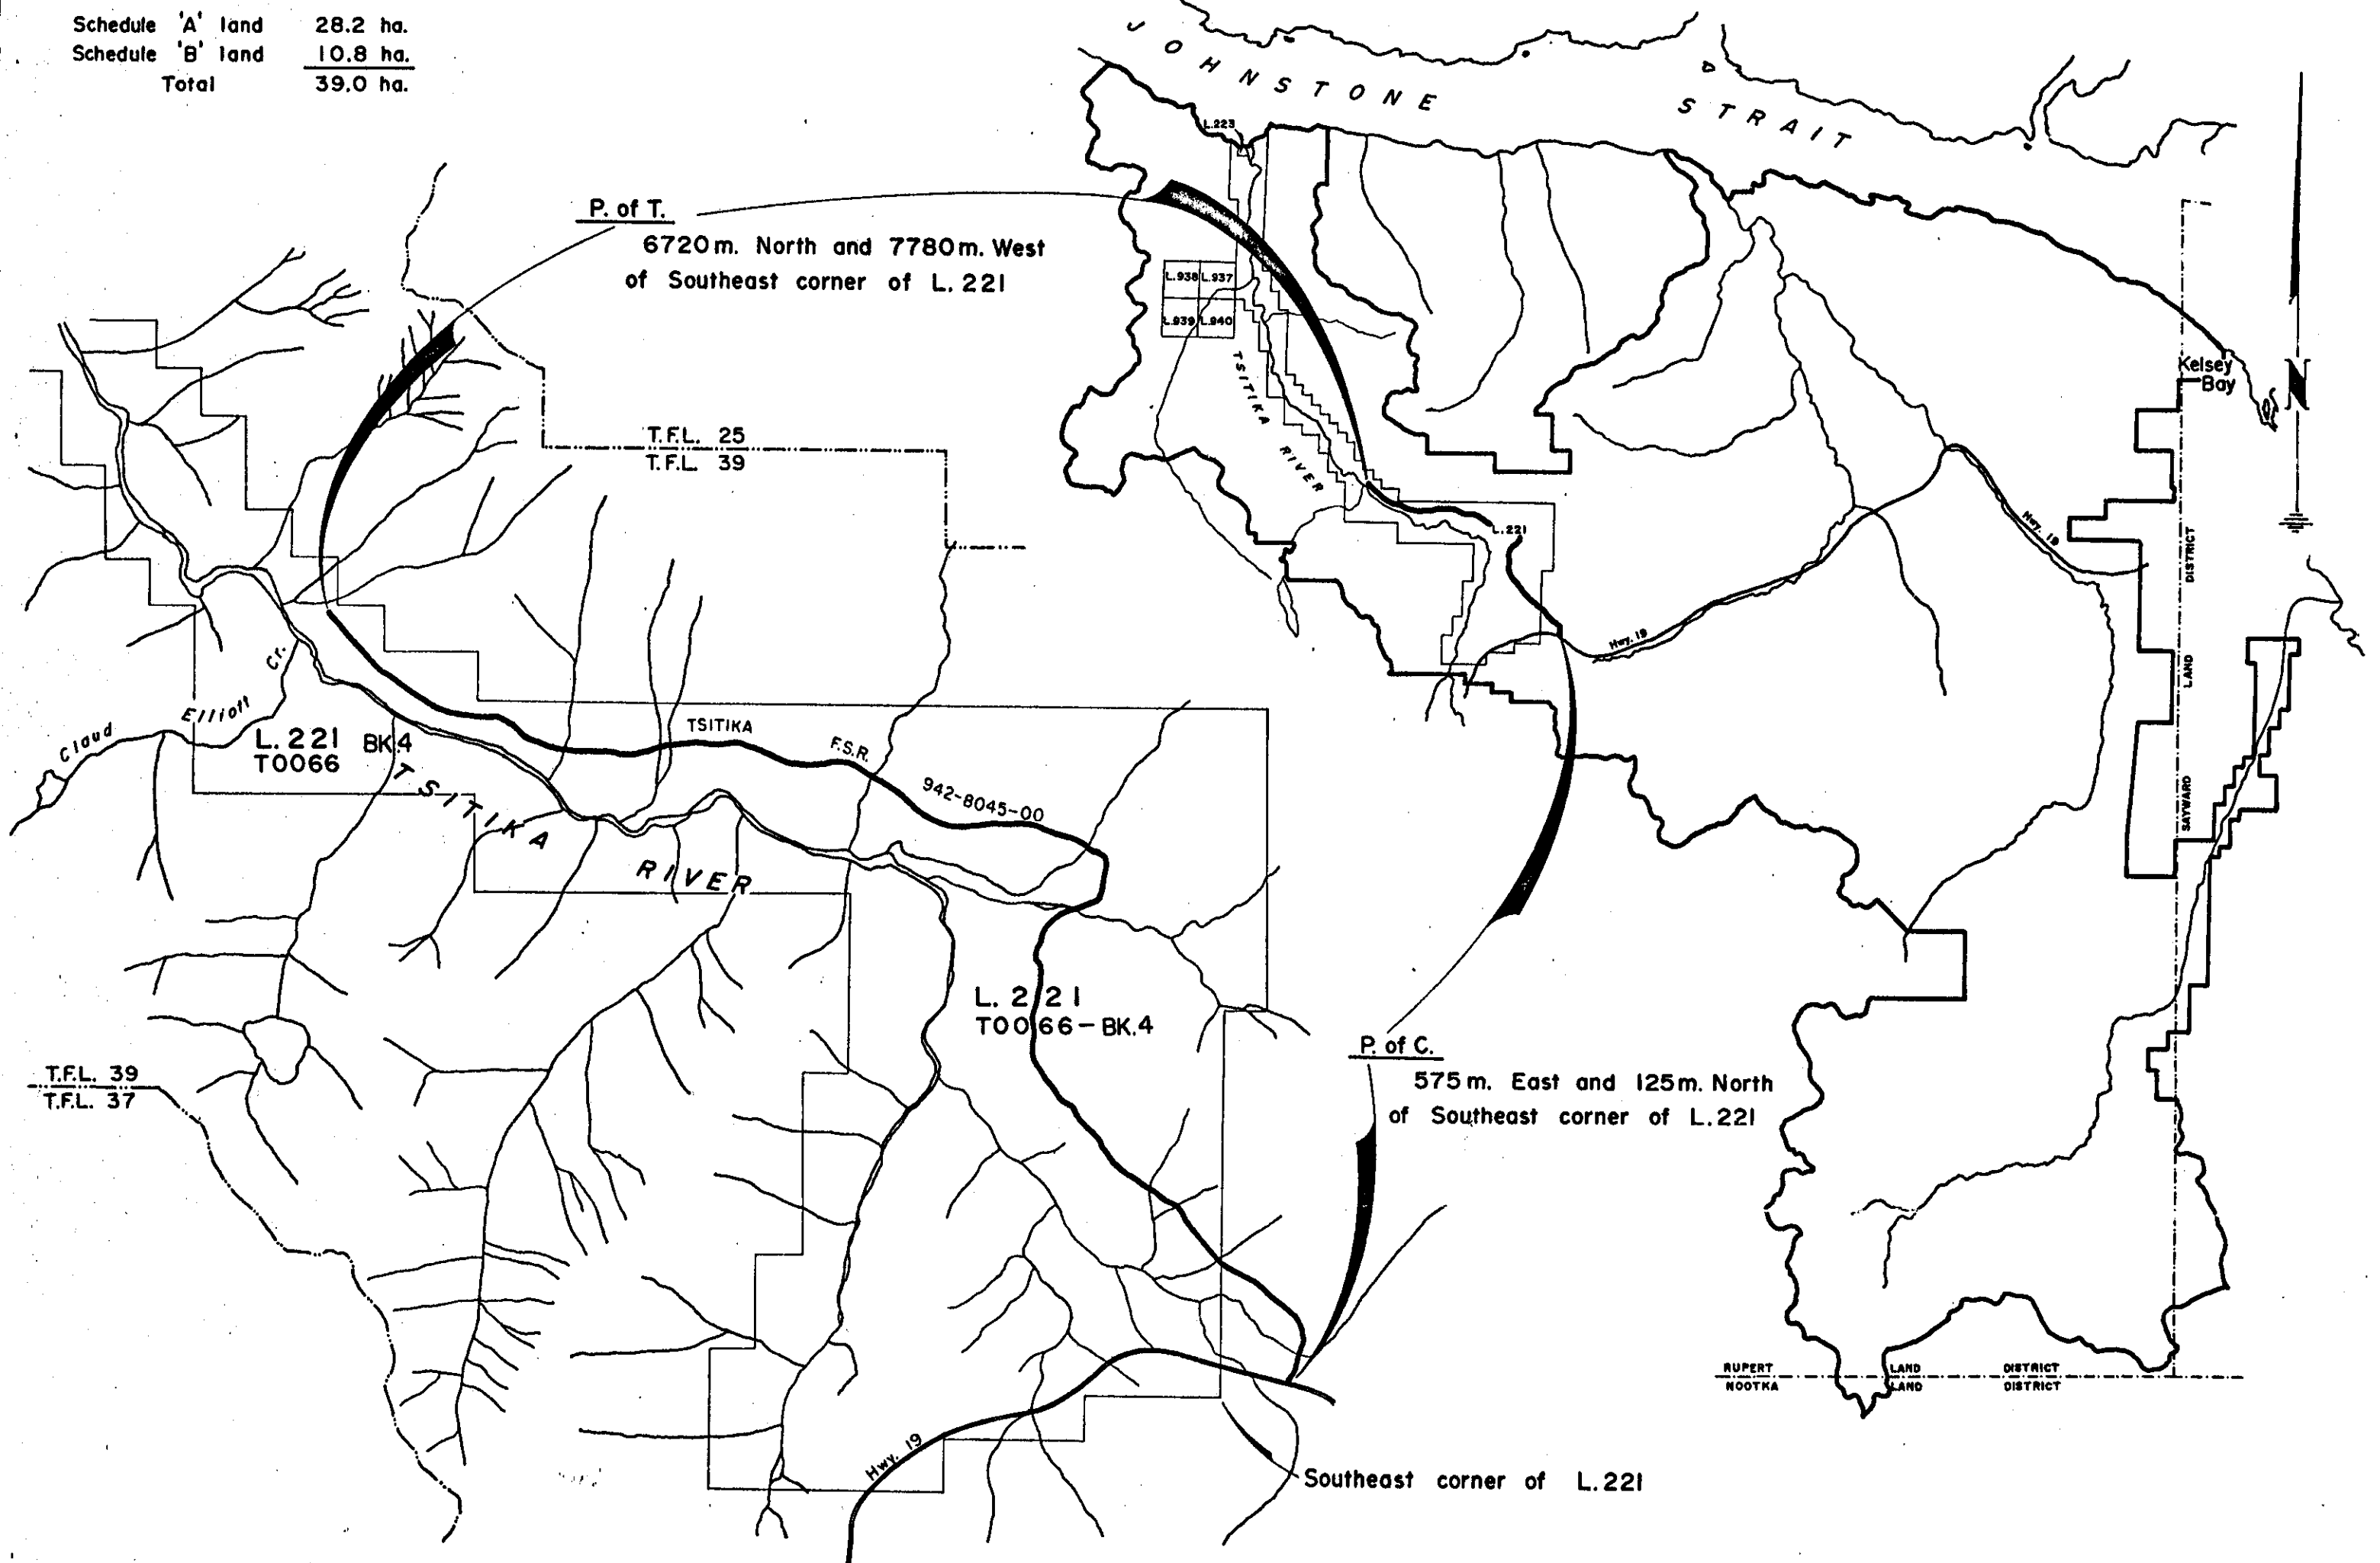 Schedule 'A' land 28.2 ha.
Schedule 'B' land 10.8 ha.
Total 39.0 ha.
JOHNSTONE STRAIT
L.223
P. of T.
6720m. North and 7780m. West
of Southeast corner of L. 221
L.938 L.937
L.939 L.940
TSITIKA RIVER
Kelsey
Bay
N
T.F.L. 25
T.F.L. 39
L.221
Hwy. 19
Hwy. 19
SAYWARD LAND DISTRICT
Claud Elliott Cr.
L. 221 BK.4
T0066
TSITIKA F.S.R.
942-8045-00
TSITIKA RIVER
L. 221
T0066-BK.4
P. of C.
575m. East and 125m. North
of Southeast corner of L.221
T.F.L. 39
T.F.L. 37
RUPERT LAND DISTRICT
NOOTKA LAND DISTRICT
Hwy. 19
Southeast corner of L.221